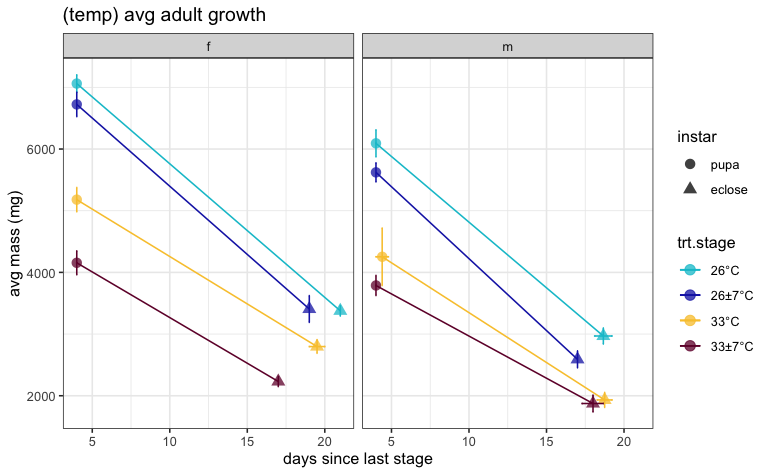 (temp) avg adult growth
f
m
avg mass (mg)
6000
4000
2000
5
10
15
20
5
10
15
20
days since last stage
instar
pupa
eclose
trt.stage
26°C
26±7°C
33°C
33±7°C